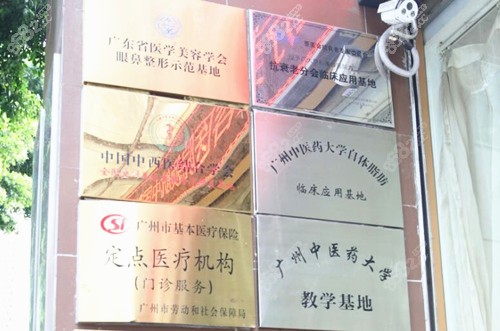 广东省医学美容学会
眼鼻整形示范基地
抗衰老分会临床应用基地
中国中西医结合学会
广州中医药大学自体脂肪
临床应用基地
CSI
广州市基本医疗保险
定点医疗机构
(门诊服务)
广州市劳动和社会保障局
广州中医药大学
教学基地